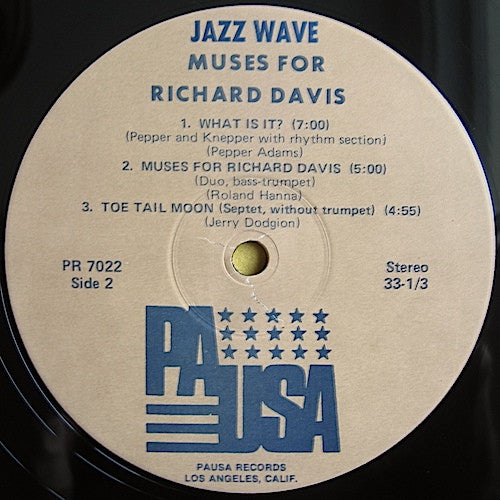 JAZZ WAVE
MUSES FOR
RICHARD DAVIS
1. WHAT IS IT? (7:00)
(Pepper and Knepper with rhythm section)
(Pepper Adams)
2. MUSES FOR RICHARD DAVIS (5:00)
(Duo, bass-trumpet)
(Roland Hanna)
3. TOE TAIL MOON (Septet, without trumpet) (4:55)
(Jerry Dodgion)
PR 7022
Side 2
Stereo
33-1/3
PAUSA
PAUSA RECORDS
LOS ANGELES, CALIF.